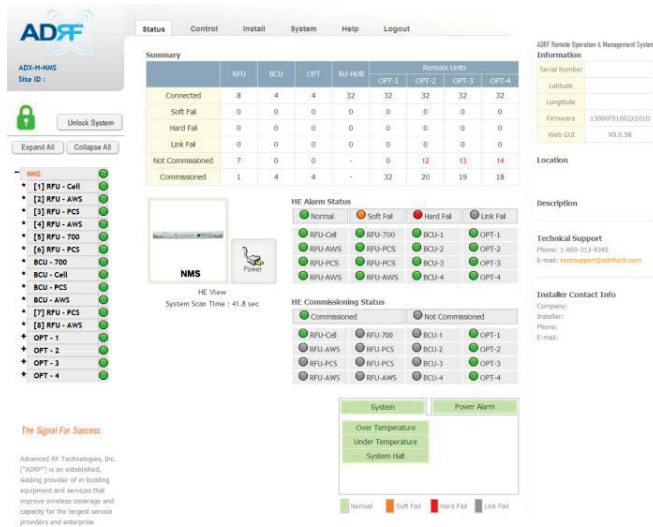 ADRF
Status Control Install System Help Logout
ADX-H-NMS
Site ID :
Unlock System
Expand All Collapse All
NMS
[1] RFU - Cell
[2] RFU - AWS
[3] RFU - PCS
[4] RFU - AWS
[5] RFU - 700
[6] RFU - PCS
BCU - 700
BCU - Cell
BCU - PCS
BCU - AWS
[7] RFU - PCS
[8] RFU - AWS
OPT - 1
OPT - 2
OPT - 3
OPT - 4
The Signal For Success
Advanced RF Technologies, Inc.
("ADRF") is an established,
leading provider of in-building
equipment and services that
improve wireless coverage and
capacity for the largest service
providers and enterprise
Summary
RFU BCU OPT RU-HUB Remote Units
OPT-1 OPT-2 OPT-3 OPT-4
Connected 8 4 4 32 32 32 32 32
Soft Fail 0 0 0 0 0 0 0 0
Hard Fail 0 0 0 0 0 0 0 0
Link Fail 0 0 0 0 0 0 0 0
Not Commissioned 7 0 0 - 0 12 13 14
Commissioned 1 4 4 - 32 20 19 18
NMS
Power
HE View
System Scan Time : 41.8 sec
HE Alarm Status
Normal Soft Fail Hard Fail Link Fail
RFU-Cell RFU-700 BCU-1 OPT-1
RFU-AWS RFU-PCS BCU-2 OPT-2
RFU-PCS RFU-PCS BCU-3 OPT-3
RFU-AWS RFU-AWS BCU-4 OPT-4
HE Commissioning Status
Commissioned Not Commissioned
RFU-Cell RFU-700 BCU-1 OPT-1
RFU-AWS RFU-PCS BCU-2 OPT-2
RFU-PCS RFU-PCS BCU-3 OPT-3
RFU-AWS RFU-AWS BCU-4 OPT-4
System Power Alarm
Over Temperature
Under Temperature
System Halt
Normal Soft Fail Hard Fail Link Fail
ADRF Remote Operation & Management System
Information
Serial Number
Latitude
Longitude
Firmware 13000F01002X101D
Web GUI X0.0.58
Location
Description
Technical Support
Phone: 1-800-313-9345
E-mail: techsupport@adrftech.com
Installer Contact Info
Company:
Installer:
Phone:
E-mail: